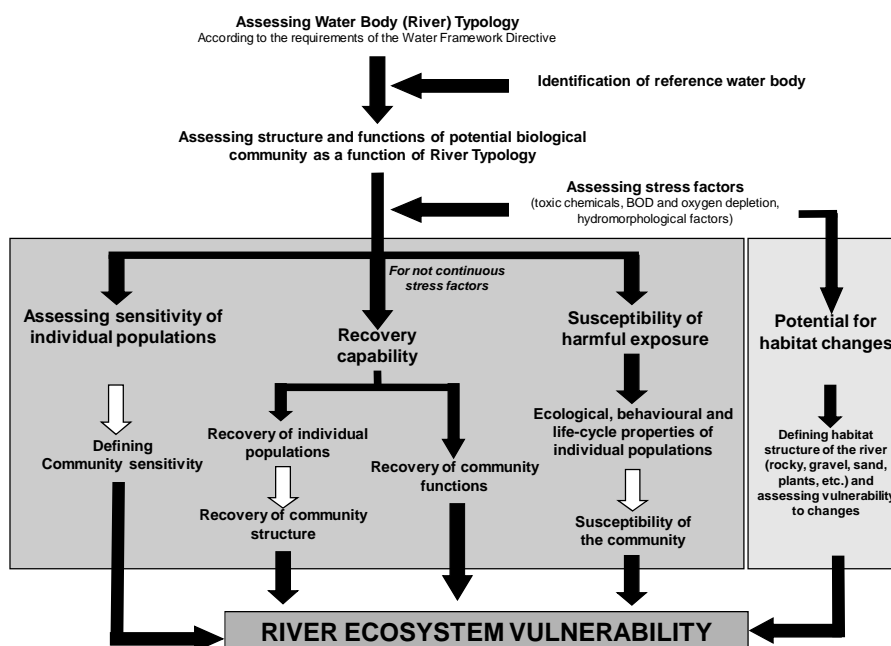 Assessing Water Body (River) Typology
According to the requirements of the Water Framework Directive
Identification of reference water body
Assessing structure and functions of potential biological
community as a function of River Typology
Assessing stress factors
(toxic chemicals, BOD and oxygen depletion,
hydromorphological factors)
For not continuous
stress factors
Assessing sensitivity of
individual populations
Recovery
capability
Susceptibility of
harmful exposure
Potential for
habitat changes
Defining
Community sensitivity
Recovery of individual
populations
Recovery of community
structure
Recovery of community
functions
Ecological, behavioural and
life-cycle properties of
individual populations
Susceptibility of
the community
Defining habitat
structure of the river
(rocky, gravel, sand,
plants, etc.) and
assessing vulnerability
to changes
RIVER ECOSYSTEM VULNERABILITY